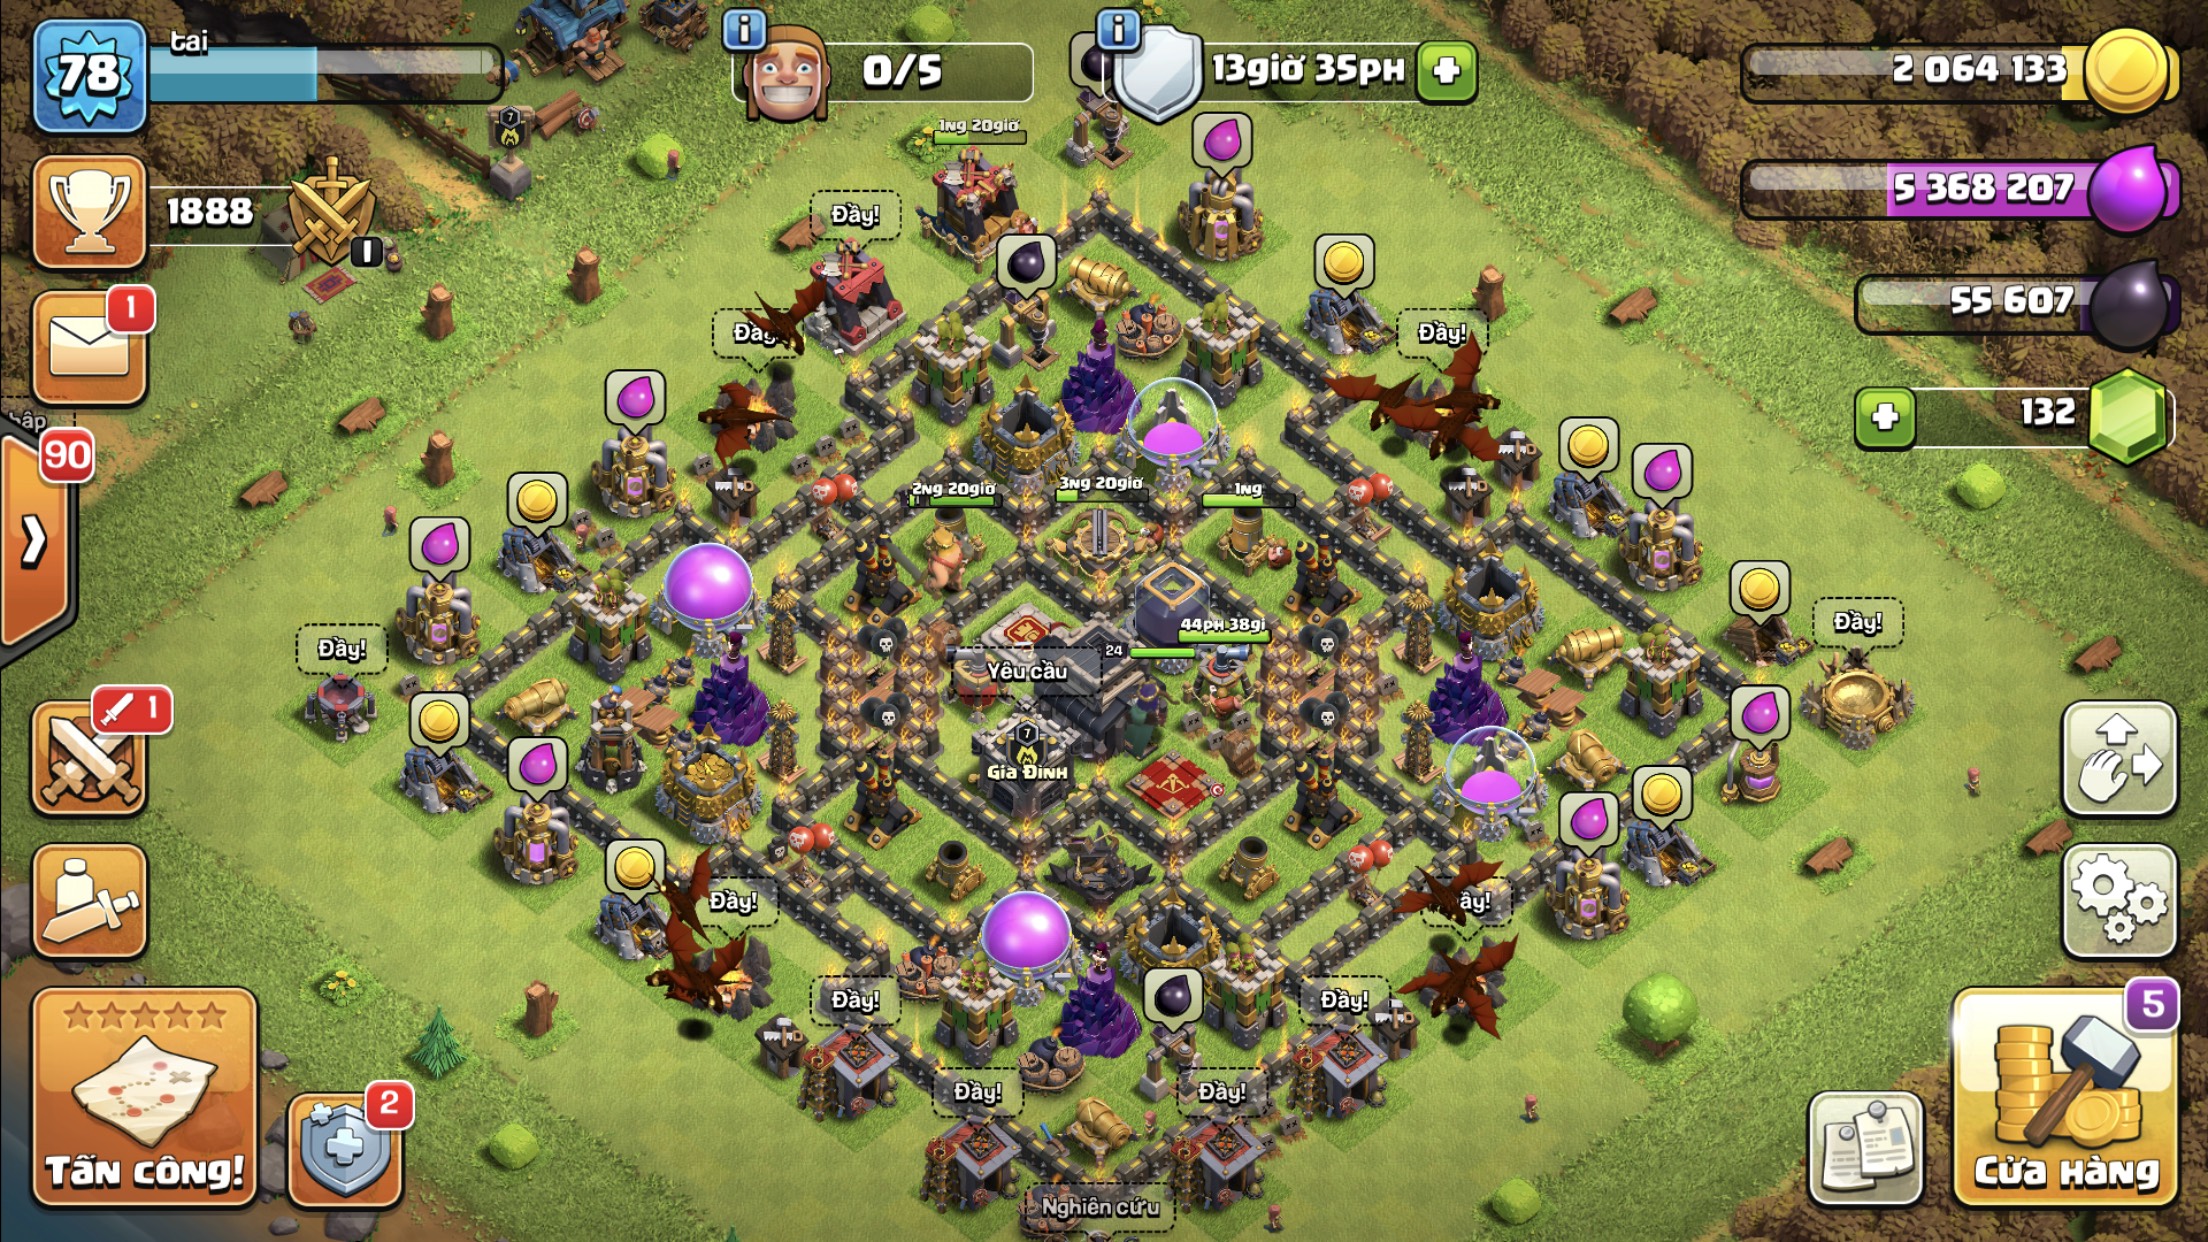 78
tai
0/5
13giờ 35PH
2 064 133
1888
I
5 368 207
1
55 607
132
90
1ng 20giờ
Đầy!
Đầy!
2ng 20giờ
3ng 20giờ
1ng
Đầy!
Đầy!
44PH 38gi
24
Yêu cầu
1
7
Gia Đình
Đầy!
Đầy!
Đầy!
Đầy!
Đầy!
Nghiên cứu
Tấn công!
2
5
Cửa hàng